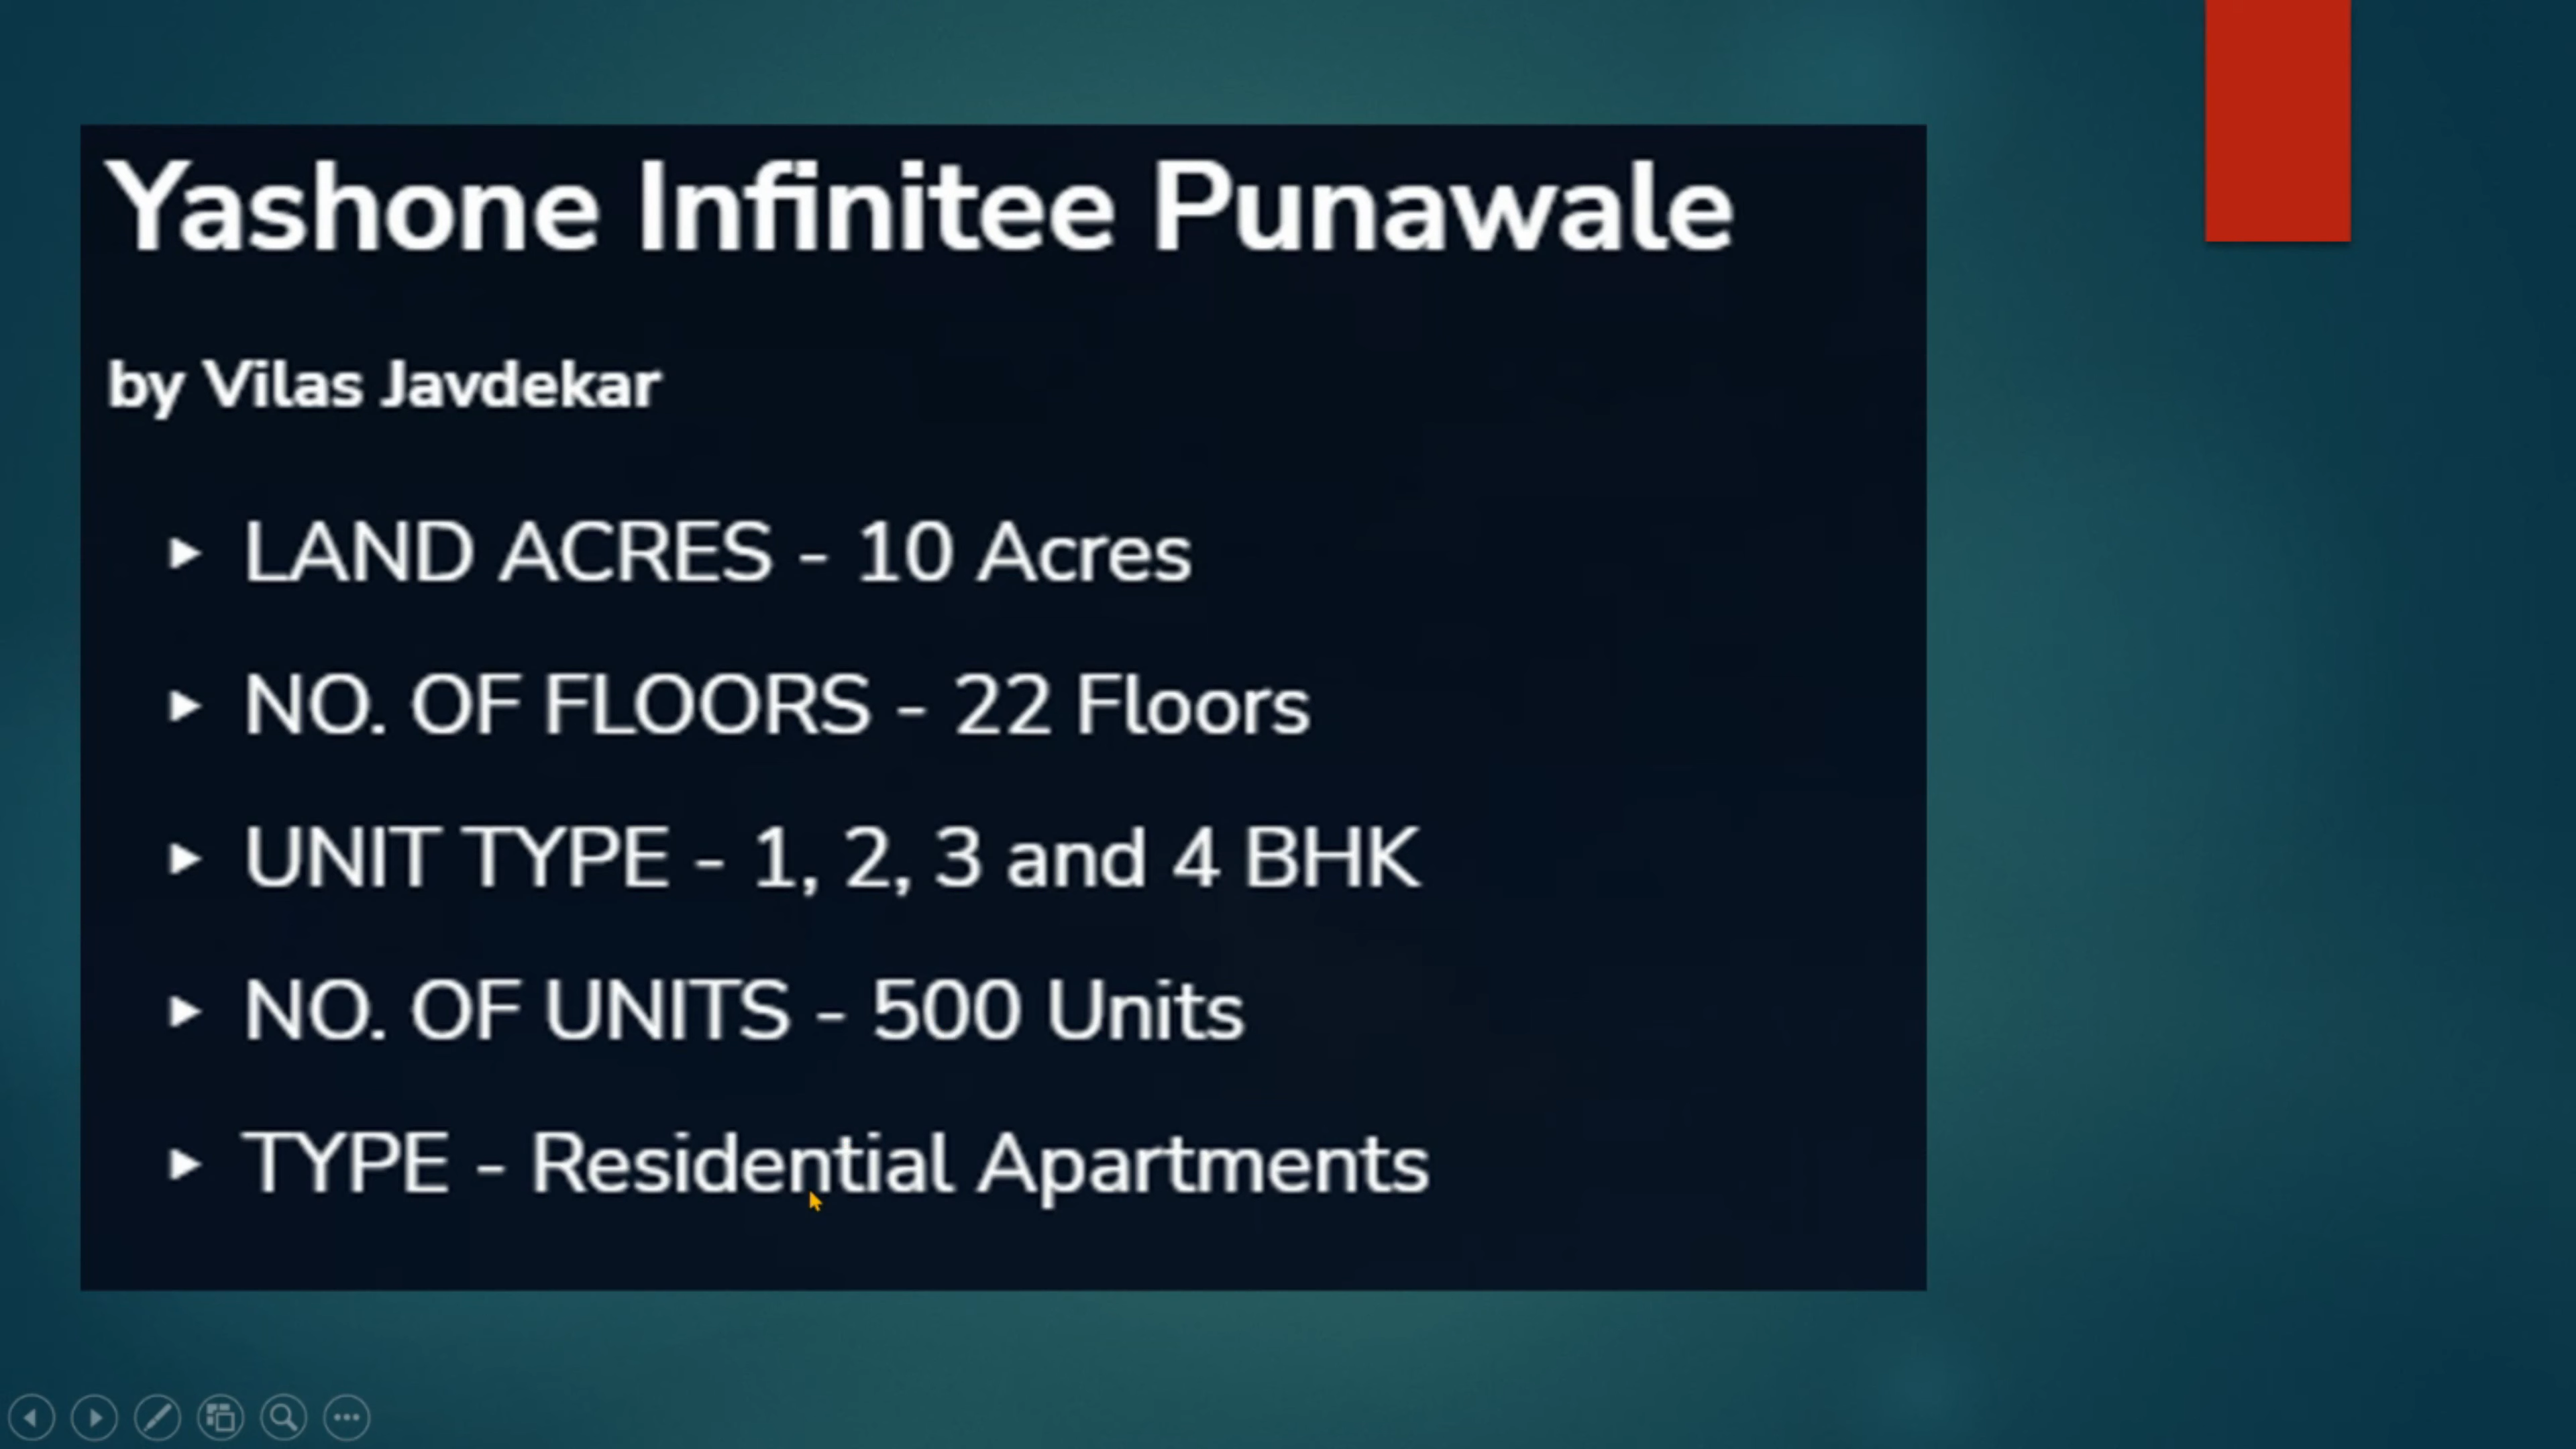 Yashone Infinitee Punawale
by Vilas Javdekar
LAND ACRES - 10 Acres
NO. OF FLOORS - 22 Floors
UNIT TYPE - 1, 2, 3 and 4 BHK
NO. OF UNITS - 500 Units
TYPE - Residential Apartments